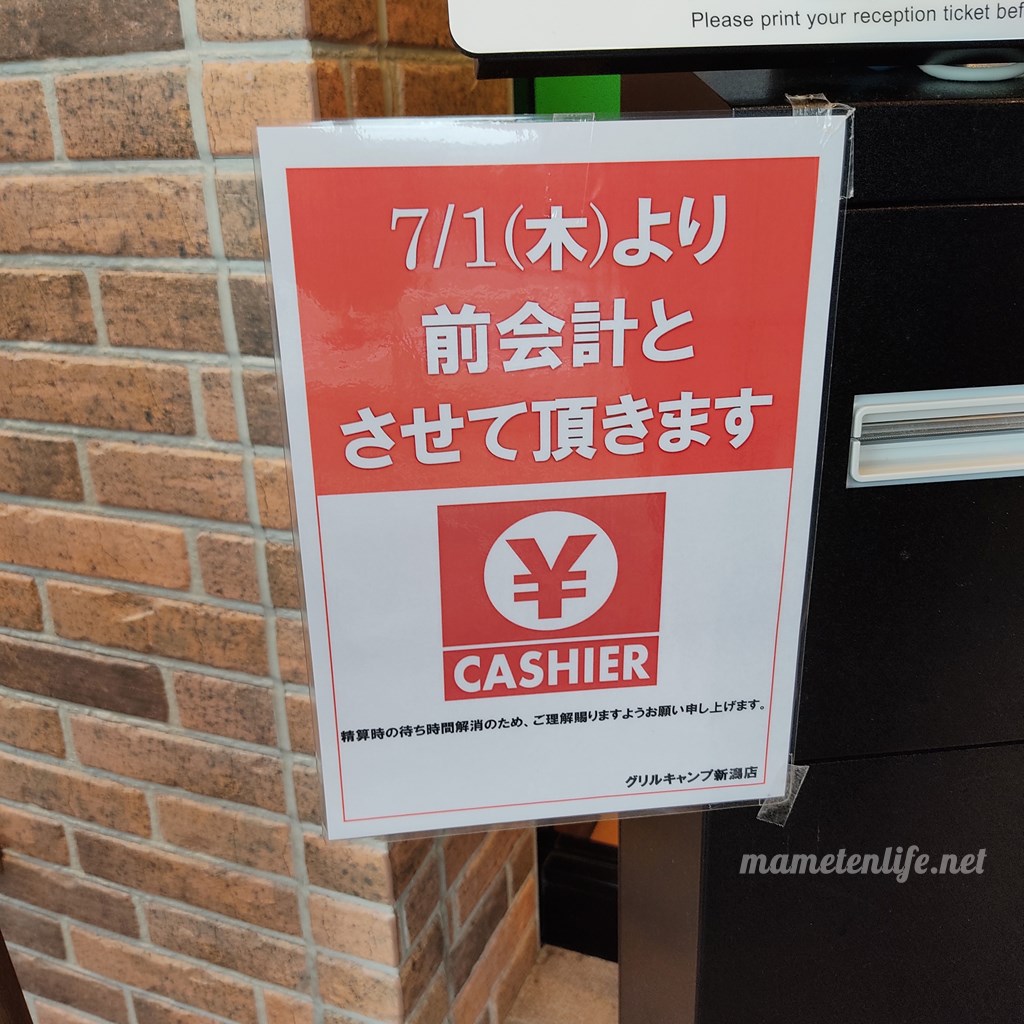 Please print your reception ticket bef
7/1(木)より
前会計と
させて頂きます
¥
CASHIER
精算時の待ち時間解消のため、ご理解賜りますようお願い申し上げます。
グリルキャンプ新潟店
mametenlife.net